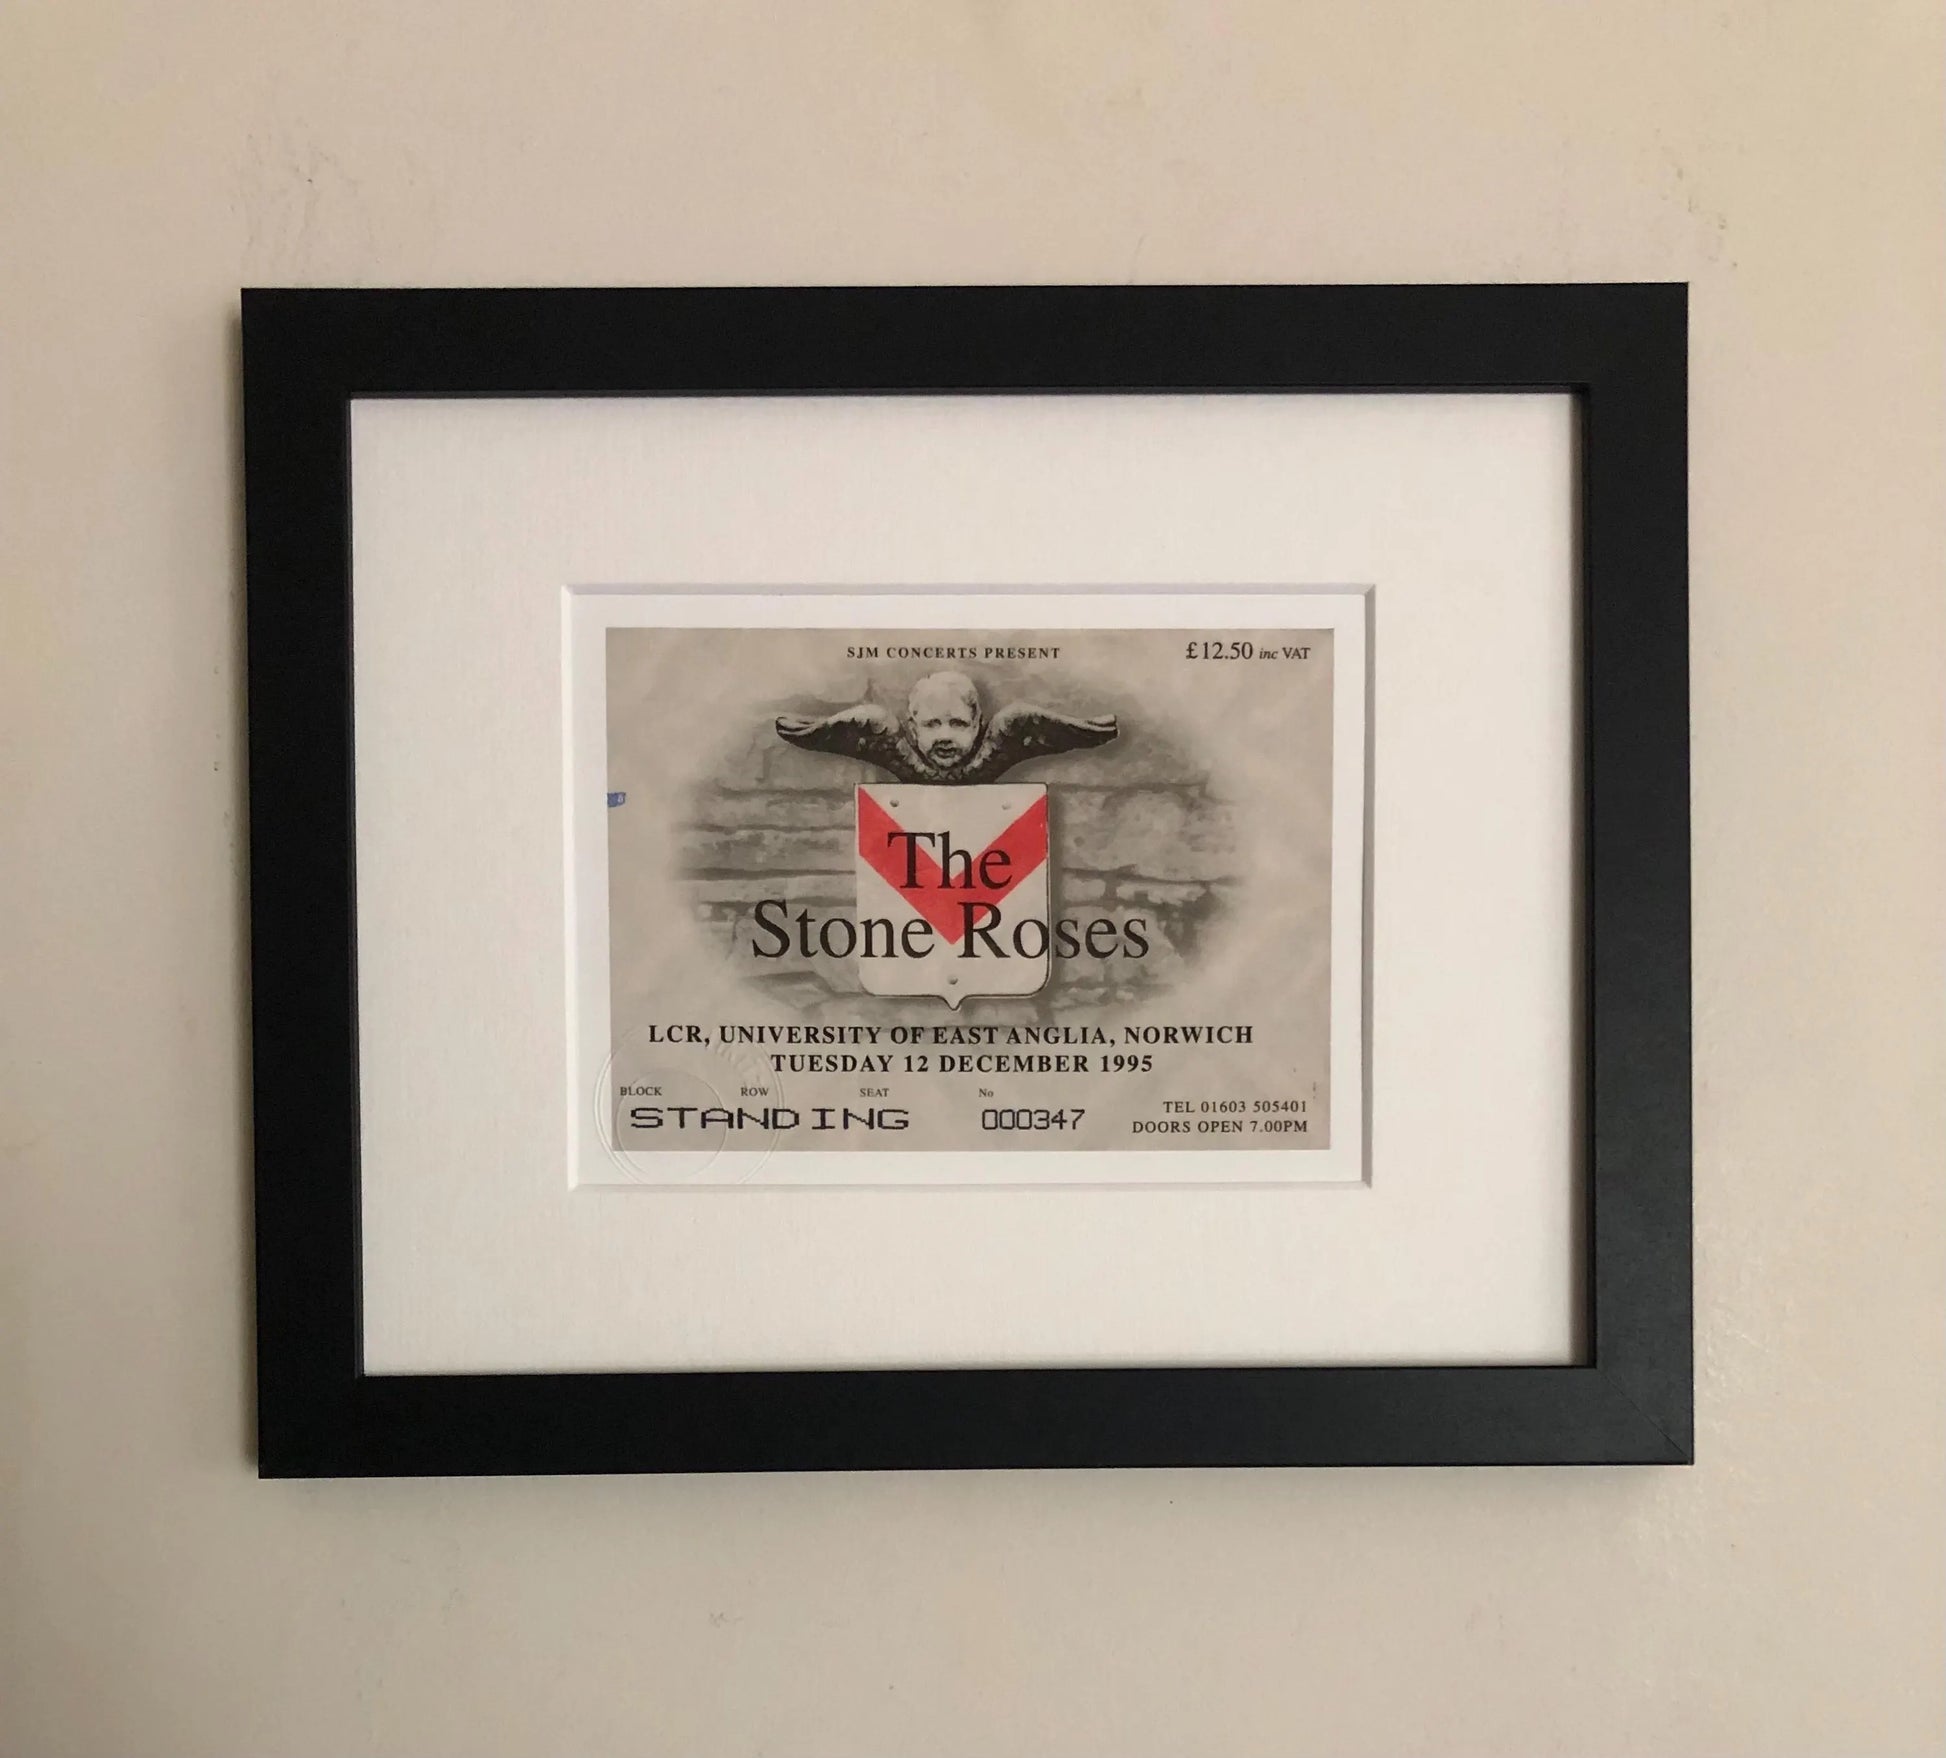 SJM CONCERTS PRESENT
£12.50 inc VAT
The
Stone Roses
LCR, UNIVERSITY OF EAST ANGLIA, NORWICH
TUESDAY 12 DECEMBER 1995
BLOCK ROW SEAT No
STANDING 000347
TEL 01603 505401
DOORS OPEN 7.00PM